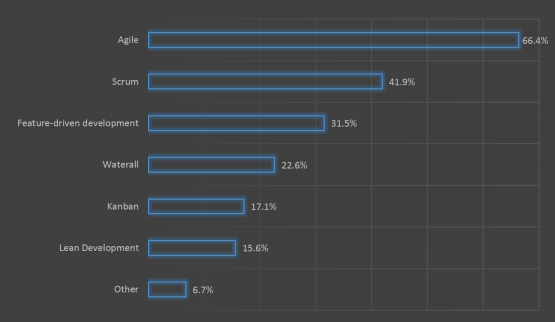 Agile 66.4%
Scrum 41.9%
Feature-driven development 31.5%
Waterall 22.6%
Kanban 17.1%
Lean Development 15.6%
Other 6.7%